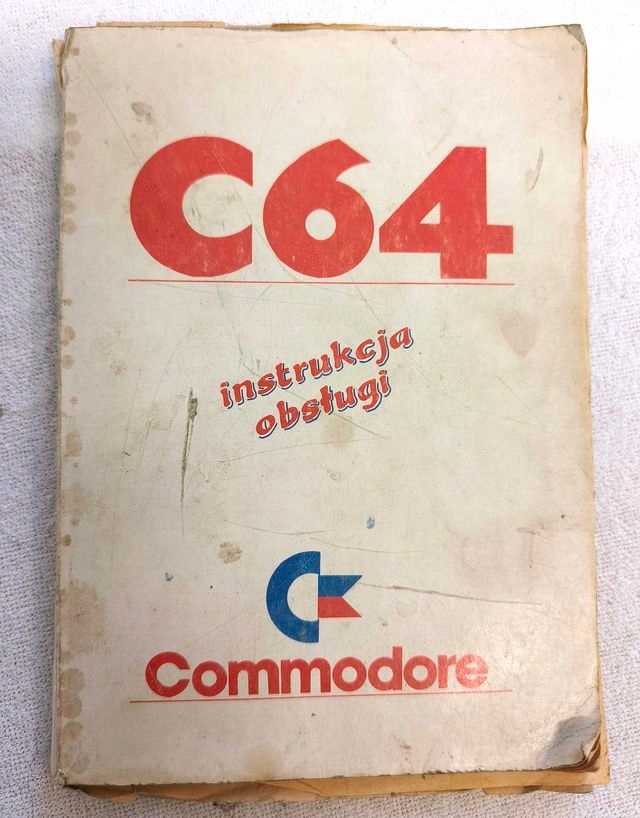 C64
instrukcja
obsługi
Commodore